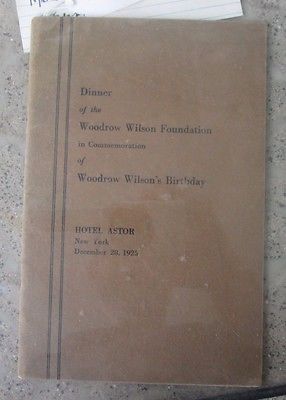 Dinner
of the
Woodrow Wilson Foundation
in Commemoration
of
Woodrow Wilson's Birthday
HOTEL ASTOR
New York
December 28, 1925